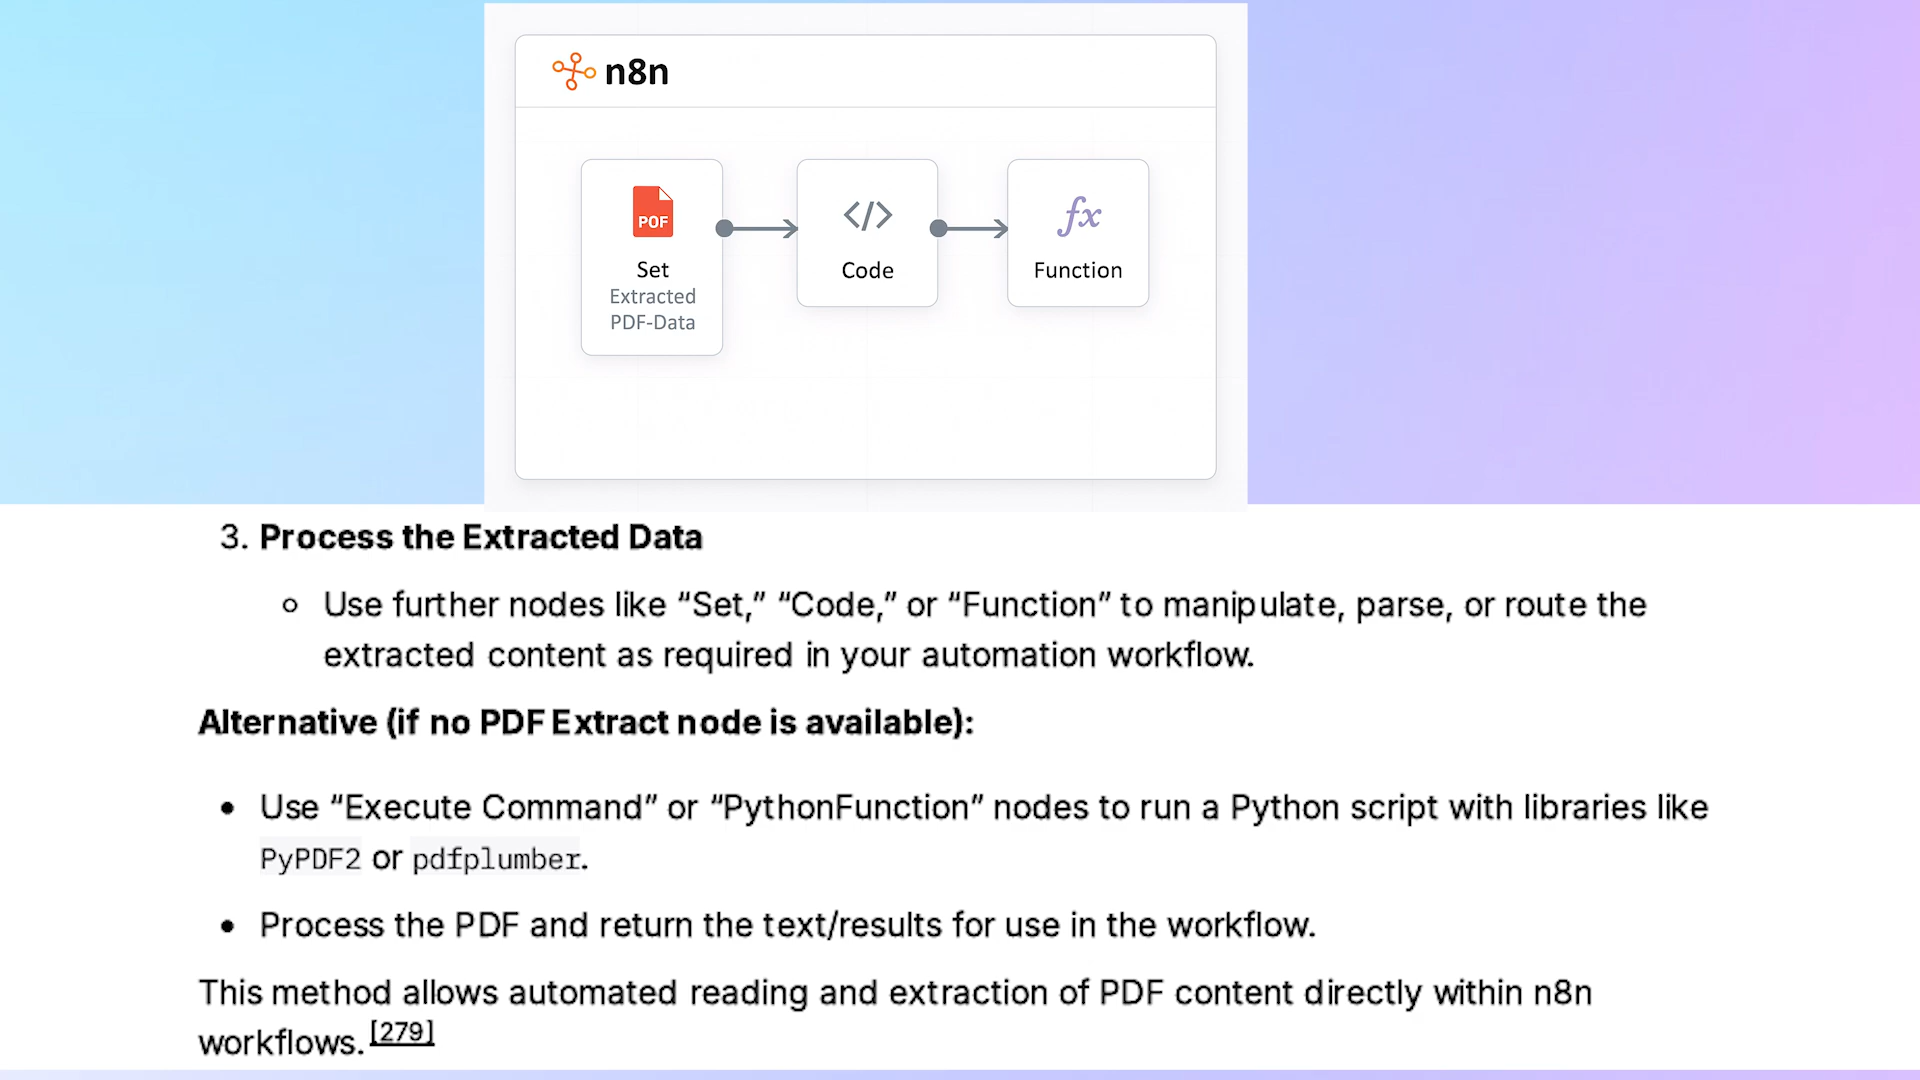 n8n
POF
Set
Extracted
PDF-Data
Code
Function
3. Process the Extracted Data
Use further nodes like “Set,” “Code,” or “Function” to manipulate, parse, or route the
extracted content as required in your automation workflow.
Alternative (if no PDF Extract node is available):
Use “Execute Command” or “PythonFunction” nodes to run a Python script with libraries like
PyPDF2 or pdfplumber.
Process the PDF and return the text/results for use in the workflow.
This method allows automated reading and extraction of PDF content directly within n8n
workflows. [279]